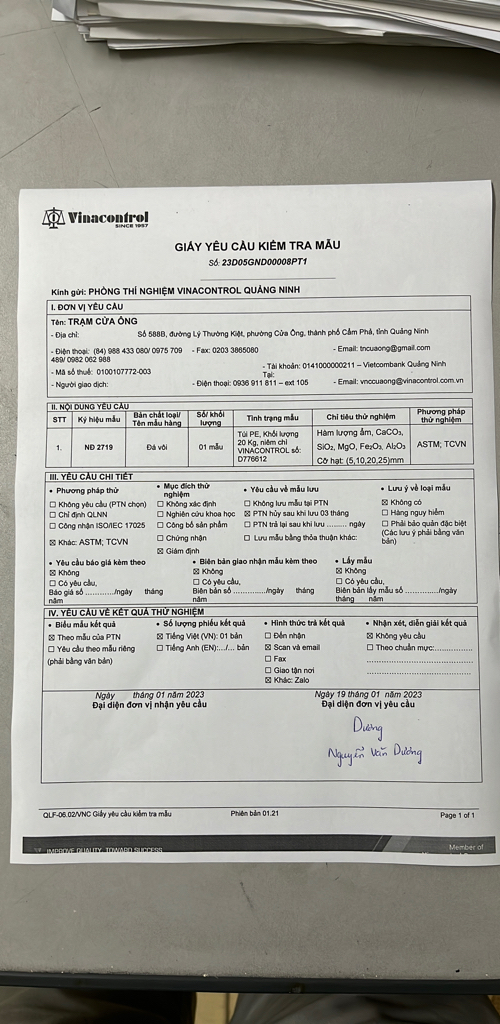 Vinacontrol
SINCE 1957
GIẤY YÊU CẦU KIỂM TRA MẪU
Số: 23D05GND00008PT1
Kính gửi: PHÒNG THÍ NGHIỆM VINACONTROL QUẢNG NINH
I. ĐƠN VỊ YÊU CẦU
Tên: TRẠM CỬA ÔNG
- Địa chỉ: Số 588B, đường Lý Thường Kiệt, phường Cửa Ông, thành phố Cẩm Phả, tỉnh Quảng Ninh
- Điện thoại: (84) 988 433 080/ 0975 709 489/ 0982 062 988 - Fax: 0203 3865080 - Email: tncuaong@gmail.com
- Mã số thuế: 0100107772-003 - Tài khoản: 0141000000211 – Vietcombank Quảng Ninh
Tại:
- Người giao dịch: - Điện thoại: 0936 911 811 – ext 105 - Email: vnccuaong@vinacontrol.com.vn
II. NỘI DUNG YÊU CẦU
STT Ký hiệu mẫu Bản chất loại/ Tên mẫu hàng Số/ khối lượng Tình trạng mẫu Chỉ tiêu thử nghiệm Phương pháp thử nghiệm
1. NĐ 2719 Đá vôi 01 mẫu Túi PE, Khối lượng 20 Kg, niêm chì VINACONTROL số: D776612 Hàm lượng ẩm, CaCO₃, SiO₂, MgO, Fe₂O₃, Al₂O₃ Cỡ hạt: (5,10,20,25)mm ASTM; TCVN
III. YÊU CẦU CHI TIẾT
• Phương pháp thử
☐ Không yêu cầu (PTN chọn)
☐ Chỉ định QLNN
☐ Công nhận ISO/IEC 17025
☒ Khác: ASTM; TCVN
• Mục đích thử nghiệm
☐ Không xác định
☐ Nghiên cứu khoa học
☐ Công bố sản phẩm
☐ Chứng nhận
☒ Giám định
• Yêu cầu về mẫu lưu
☐ Không lưu mẫu tại PTN
☒ PTN hủy sau khi lưu 03 tháng
☐ PTN trả lại sau khi lưu ......... ngày
☐ Lưu mẫu bằng thỏa thuận khác:
• Lưu ý về loại mẫu
☒ Không có
☐ Hàng nguy hiểm
☐ Phải bảo quản đặc biệt
(Các lưu ý phải bằng văn bản)
• Yêu cầu báo giá kèm theo
☒ Không
☐ Có yêu cầu,
Báo giá số ............/ngày tháng năm
• Biên bản giao nhận mẫu kèm theo
☒ Không
☐ Có yêu cầu,
Biên bản số ............/ngày tháng năm
• Lấy mẫu
☒ Không
☐ Có yêu cầu,
Biên bản lấy mẫu số ............/ngày tháng năm
IV. YÊU CẦU VỀ KẾT QUẢ THỬ NGHIỆM
• Biểu mẫu kết quả
☒ Theo mẫu của PTN
☐ Yêu cầu theo mẫu riêng
(phải bằng văn bản)
• Số lượng phiếu kết quả
☒ Tiếng Việt (VN): 01 bản
☐ Tiếng Anh (EN):.../... bản
• Hình thức trả kết quả
☐ Đến nhận
☒ Scan và email
☐ Fax
☐ Giao tận nơi
☒ Khác: Zalo
• Nhận xét, diễn giải kết quả
☒ Không yêu cầu
☐ Theo chuẩn mực:.............
Ngày tháng 01 năm 2023
Đại diện đơn vị nhận yêu cầu
Ngày 19 tháng 01 năm 2023
Đại diện đơn vị yêu cầu
Dương
Nguyễn Văn Dương
QLF-06.02/VNC Giấy yêu cầu kiểm tra mẫu Phiên bản 01.21 Page 1 of 1
IMPROVE QUALITY, TOWARD SUCCESS Member of